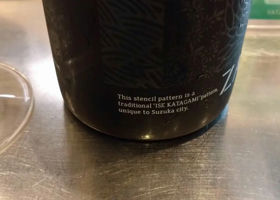 This stencil pattern is a
traditional "ISE KATAGAMI" pattern,
unique to Suzuka city.
Z